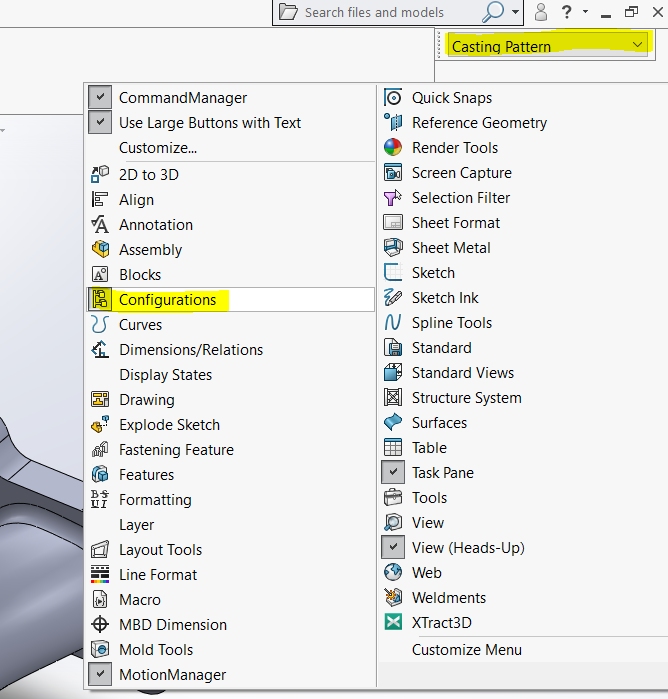 Search files and models
?
Casting Pattern
CommandManager
Use Large Buttons with Text
Customize...
2D to 3D
Align
Annotation
Assembly
Blocks
Configurations
Curves
Dimensions/Relations
Display States
Drawing
Explode Sketch
Fastening Feature
Features
Formatting
Layer
Layout Tools
Line Format
Macro
MBD Dimension
Mold Tools
MotionManager
Quick Snaps
Reference Geometry
Render Tools
Screen Capture
Selection Filter
Sheet Format
Sheet Metal
Sketch
Sketch Ink
Spline Tools
Standard
Standard Views
Structure System
Surfaces
Table
Task Pane
Tools
View
View (Heads-Up)
Web
Weldments
XTract3D
Customize Menu